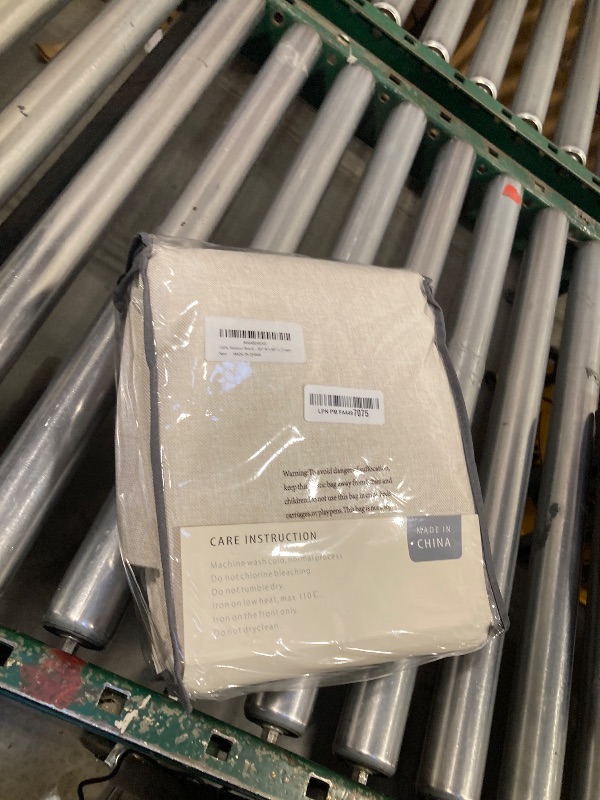 LPN PM FA4457075
Warning:To avoid danger of suffocation,
keep this plastic bag away from babies and
children.Do not use this bag in cribs, beds
carriages,or playpens. This bag is not
CARE INSTRUCTION
MADE IN
CHINA
Machine wash cold, normal process
Do not chlorine bleaching.
Do not tumble dry.
Iron on low heat, max 110C.
Iron on the front only.
Do not dryclean